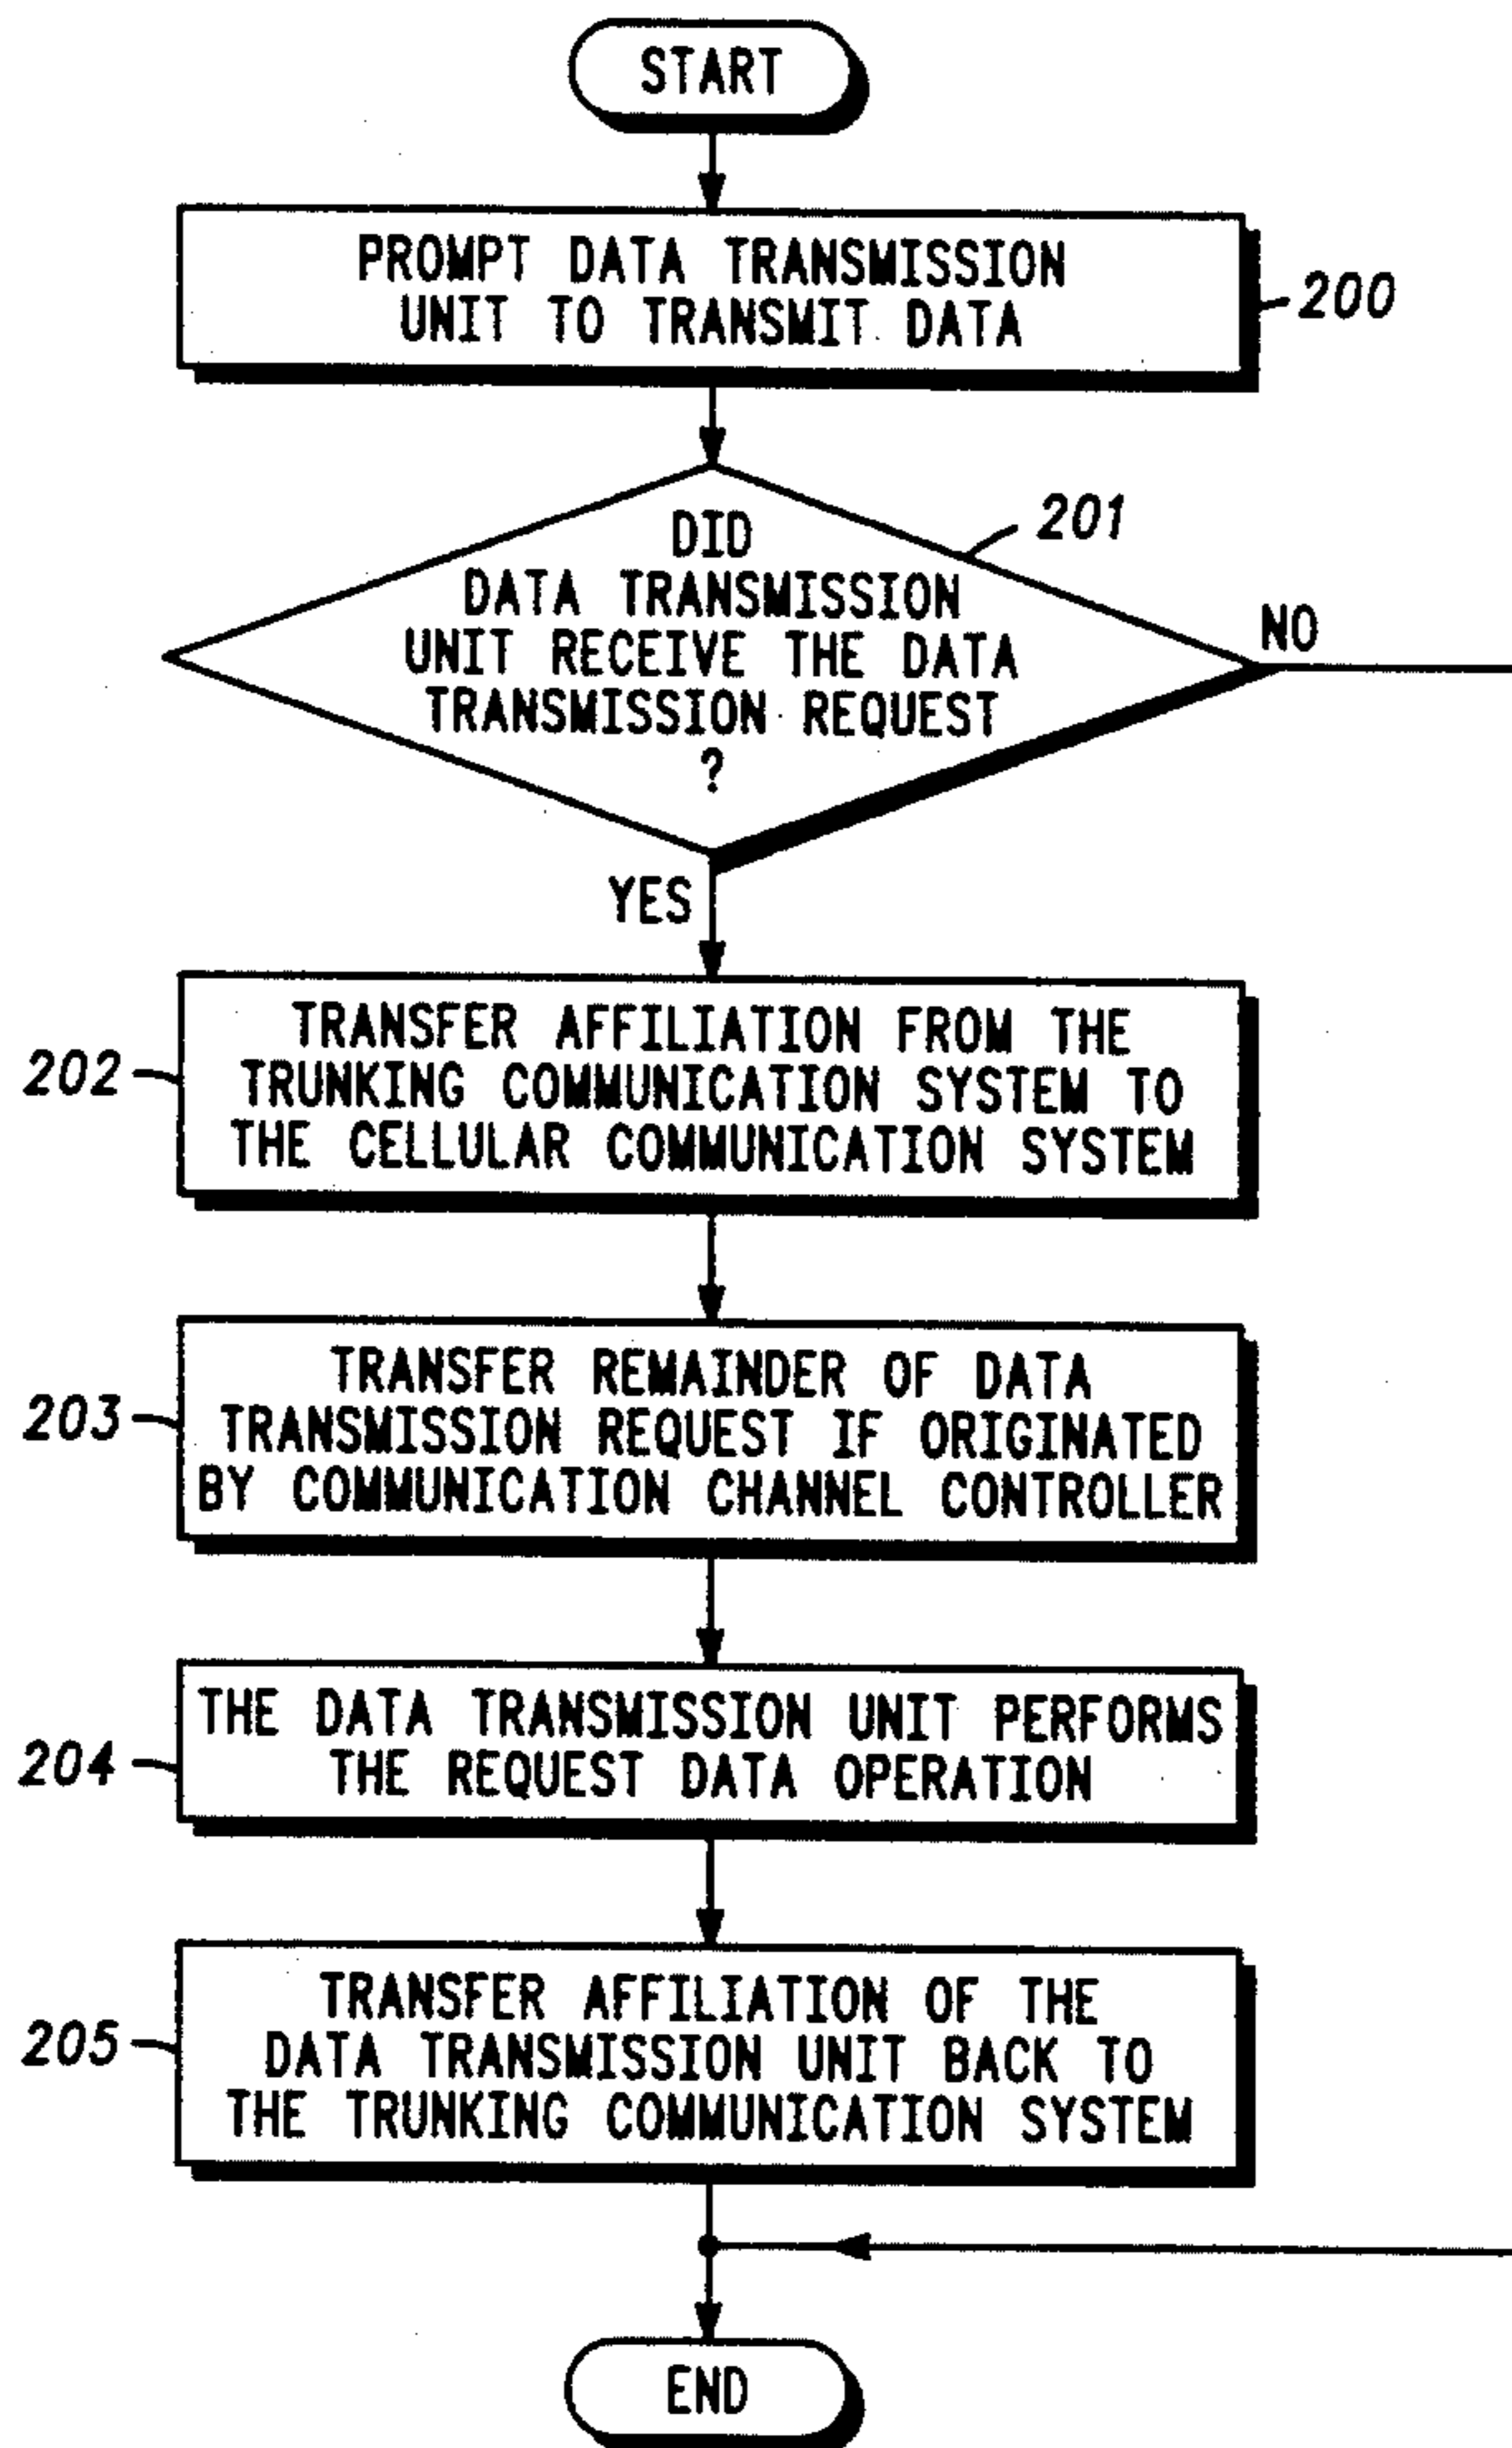 START
PROMPT DATA TRANSMISSION
UNIT TO TRANSMIT DATA
200
DID
DATA TRANSMISSION
UNIT RECEIVE THE DATA
TRANSMISSION REQUEST
?
201
NO
YES
TRANSFER AFFILIATION FROM THE
TRUNKING COMMUNICATION SYSTEM TO
THE CELLULAR COMMUNICATION SYSTEM
202
TRANSFER REMAINDER OF DATA
TRANSMISSION REQUEST IF ORIGINATED
BY COMMUNICATION CHANNEL CONTROLLER
203
THE DATA TRANSMISSION UNIT PERFORMS
THE REQUEST DATA OPERATION
204
TRANSFER AFFILIATION OF THE
DATA TRANSMISSION UNIT BACK TO
THE TRUNKING COMMUNICATION SYSTEM
205
END